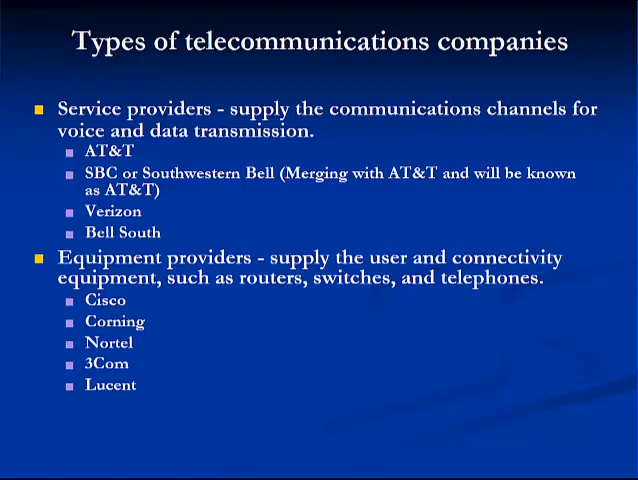 Types of telecommunications companies
Service providers - supply the communications channels for
voice and data transmission.
AT&T
SBC or Southwestern Bell (Merging with AT&T and will be known
as AT&T)
Verizon
Bell South
Equipment providers - supply the user and connectivity
equipment, such as routers, switches, and telephones.
Cisco
Corning
Nortel
3Com
Lucent